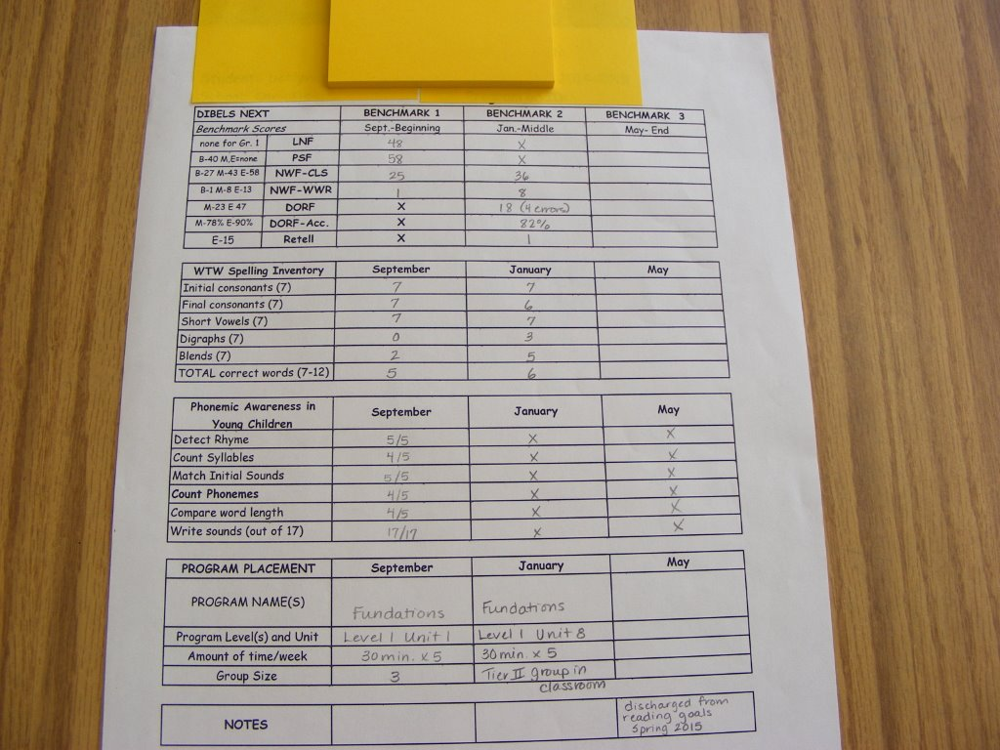 DIBELS NEXT BENCHMARK 1 BENCHMARK 2 BENCHMARK 3
Benchmark Scores Sept.-Beginning Jan.-Middle May-End
none for Gr. 1 LNF 48 X
B-40 M,E=none PSF 58 X
B-27 M-43 E-58 NWF-CLS 25 36
B-1 M-8 E-13 NWF-WWR 1 8
M-23 E 47 DORF X 18 (4 errors)
M-78% E-90% DORF-Acc. X 82%
E-15 Retell X 1
WTW Spelling Inventory September January May
Initial consonants (7) 7 7
Final consonants (7) 7 6
Short Vowels (7) 7 7
Digraphs (7) 0 3
Blends (7) 2 5
TOTAL correct words (7-12) 5 6
Phonemic Awareness in
Young Children September January May
Detect Rhyme 5/5 X X
Count Syllables 4/5 X X
Match Initial Sounds 5/5 X X
Count Phonemes 4/5 X X
Compare word length 4/5 X X
Write sounds (out of 17) 17/17 X X
PROGRAM PLACEMENT September January May
PROGRAM NAME(S) Fundations Fundations
Program Level(s) and Unit Level 1 Unit 1 Level 1 Unit 8
Amount of time/week 30 min. x 5 30 min. x 5
Group Size 3 Tier II group in
classroom
NOTES discharged from
reading goals
spring 2015